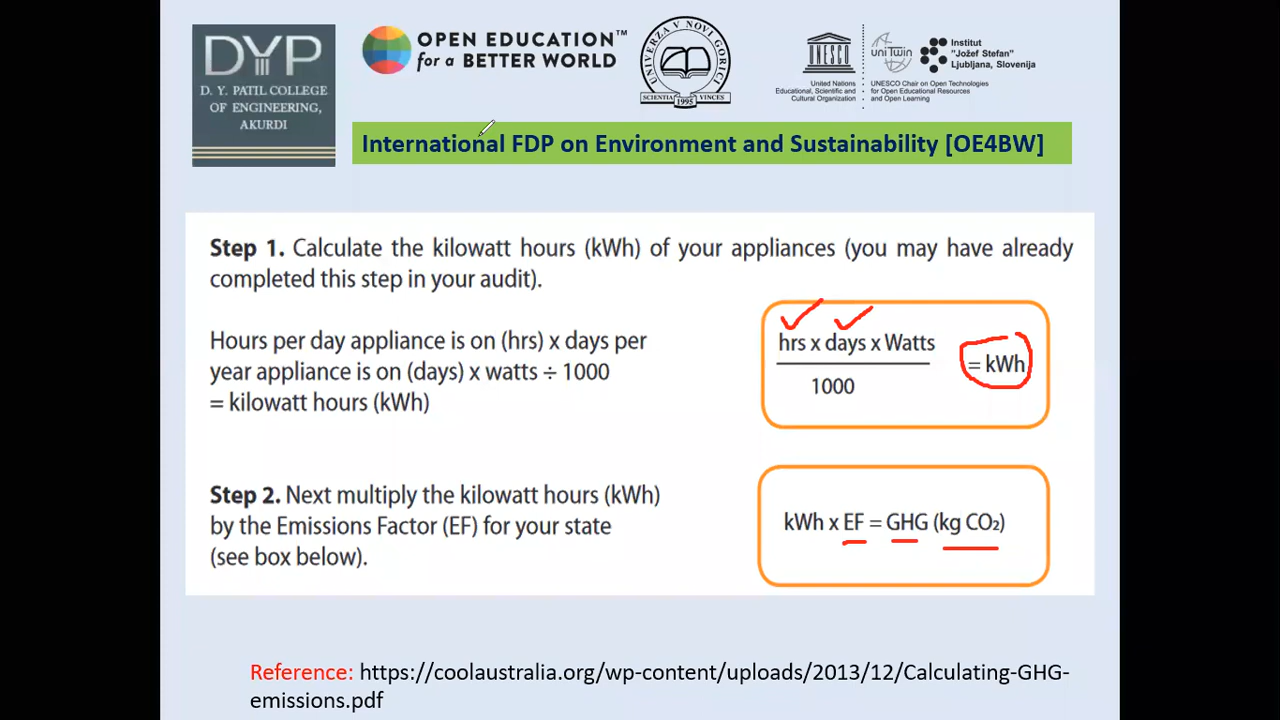 DYP
D. Y. PATIL COLLEGE
OF ENGINEERING,
AKURDI
OPEN EDUCATION™
for a BETTER WORLD
UNIVERZA V NOVI GORICI
SCIENTIA VINCES
1995
UNESCO
United Nations
Educational, Scientific and
Cultural Organization
uniTwin
Institut
"Jožef Stefan"
Ljubljana, Slovenija
UNESCO Chair on Open Technologies
for Open Educational Resources
and Open Learning
International FDP on Environment and Sustainability [OE4BW]
Step 1. Calculate the kilowatt hours (kWh) of your appliances (you may have already
completed this step in your audit).
Hours per day appliance is on (hrs) x days per
year appliance is on (days) x watts ÷ 1000
= kilowatt hours (kWh)
hrs x days x Watts
1000
= kWh
Step 2. Next multiply the kilowatt hours (kWh)
by the Emissions Factor (EF) for your state
(see box below).
kWh x EF = GHG (kg CO₂)
Reference: https://coolaustralia.org/wp-content/uploads/2013/12/Calculating-GHG-
emissions.pdf